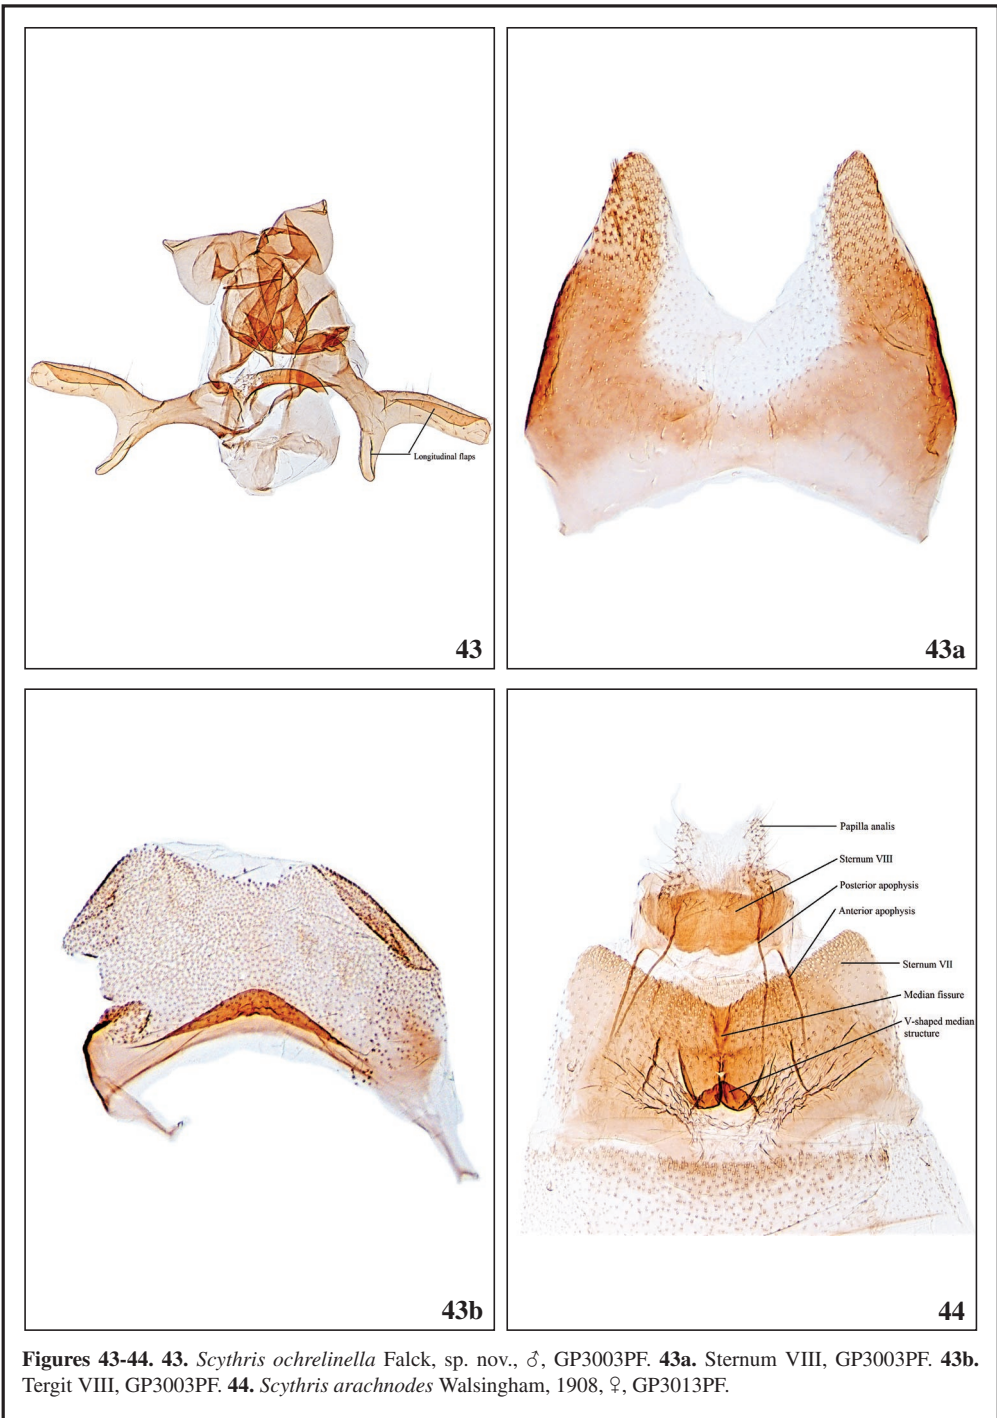 Longitudinal flaps
43
43a
43b
Papilla analis
Sternum VIII
Posterior apophysis
Anterior apophysis
Sternum VII
Median fissure
V-shaped median
structure
44
Figures 43-44. 43. Scythris ochrelinella Falck, sp. nov., ♂, GP3003PF. 43a. Sternum VIII, GP3003PF. 43b.
Tergit VIII, GP3003PF. 44. Scythris arachnodes Walsingham, 1908, ♀, GP3013PF.